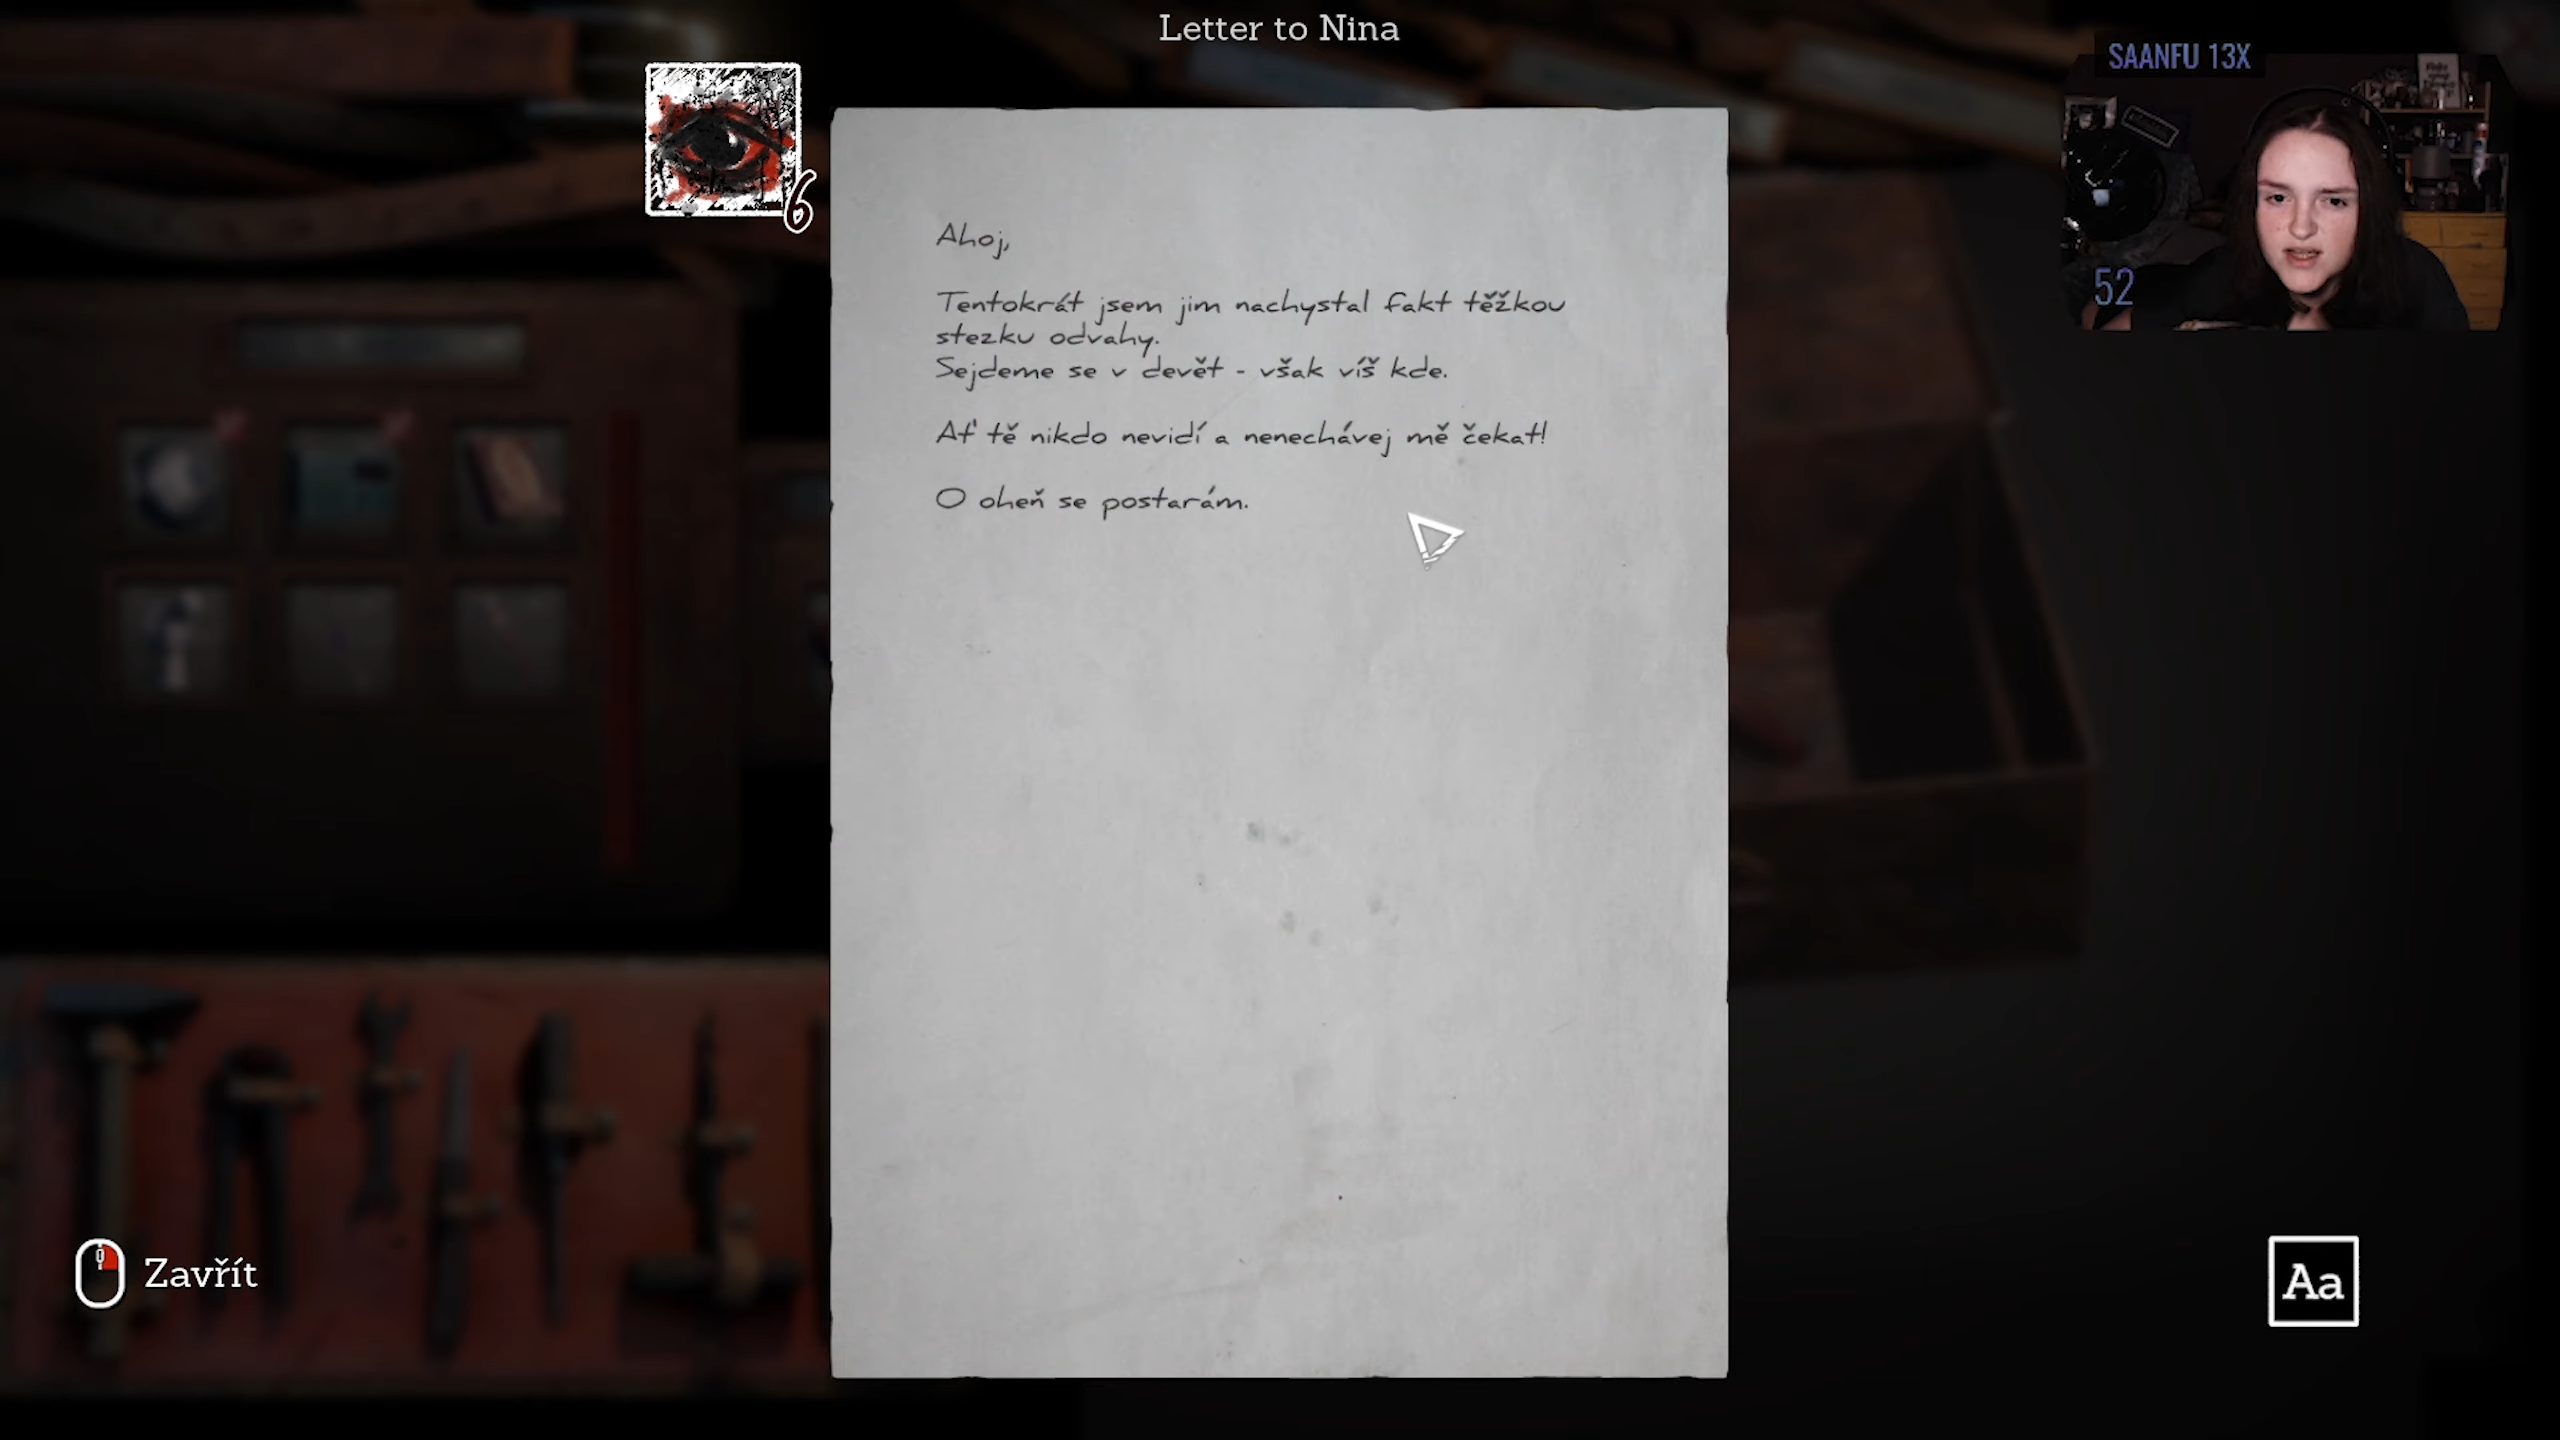 Letter to Nina
SAANFU 13X
52
6
Ahoj,
Tentokrát jsem jim nachystal fakt těžkou
stezku odvahy.
Sejdeme se v devět - však víš kde.
Ať tě nikdo nevidí a nenechávej mě čekat!
O oheň se postarám.
Zavřít
Aa